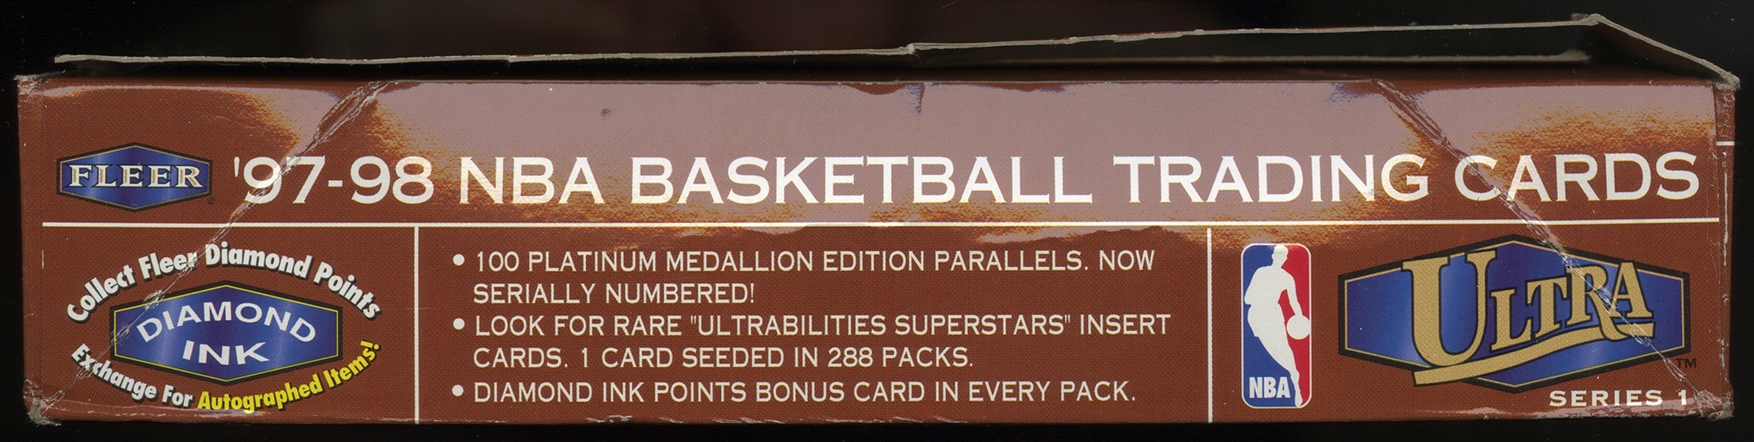 FLEER®
'97-98 NBA BASKETBALL TRADING CARDS
Collect Fleer Diamond Points
DIAMOND
INK
Exchange For Autographed Items!
• 100 PLATINUM MEDALLION EDITION PARALLELS. NOW
SERIALLY NUMBERED!
• LOOK FOR RARE "ULTRABILITIES SUPERSTARS" INSERT
CARDS. 1 CARD SEEDED IN 288 PACKS.
• DIAMOND INK POINTS BONUS CARD IN EVERY PACK.
NBA
ULTRA™
SERIES 1